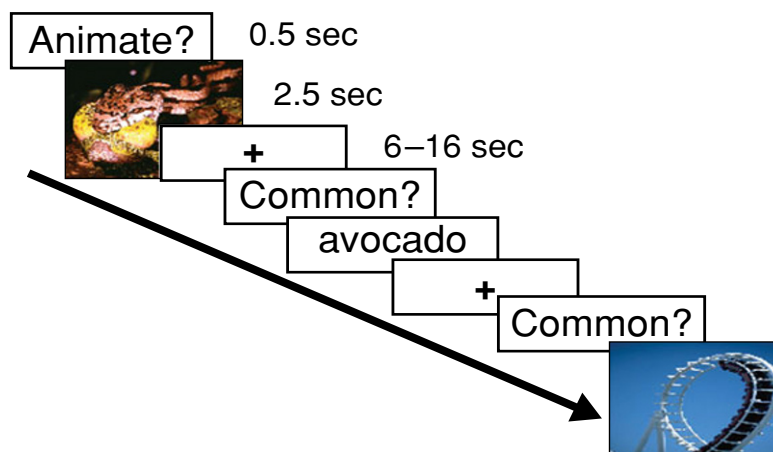 Animate?
0.5 sec
2.5 sec
+
6–16 sec
Common?
avocado
+
Common?